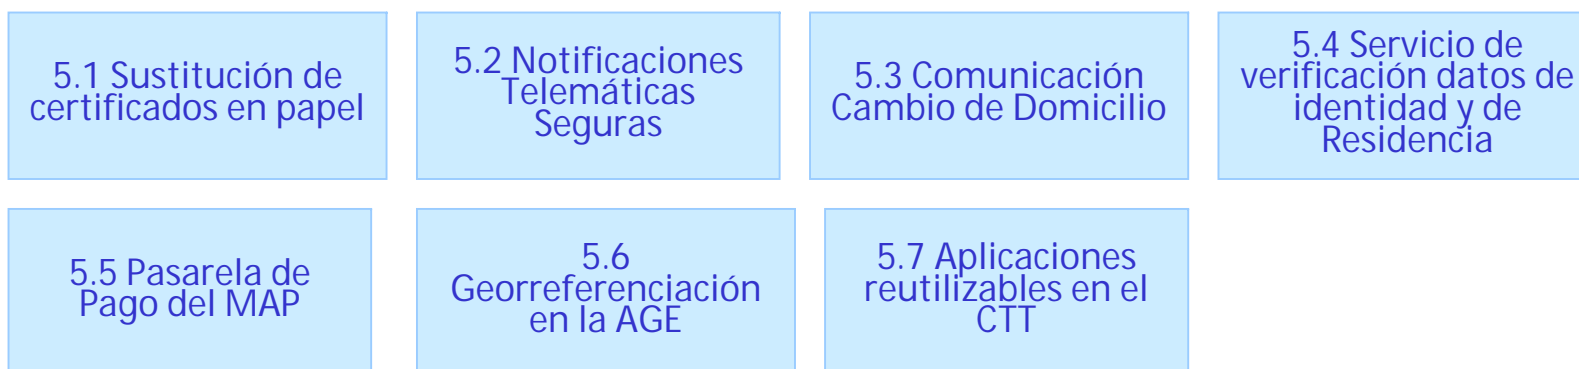 5.1 Sustitución de
certificados en papel
5.2 Notificaciones
Telemáticas
Seguras
5.3 Comunicación
Cambio de Domicilio
5.4 Servicio de
verificación datos de
identidad y de
Residencia
5.5 Pasarela de
Pago del MAP
5.6
Georreferenciación
en la AGE
5.7 Aplicaciones
reutilizables en el
CTT